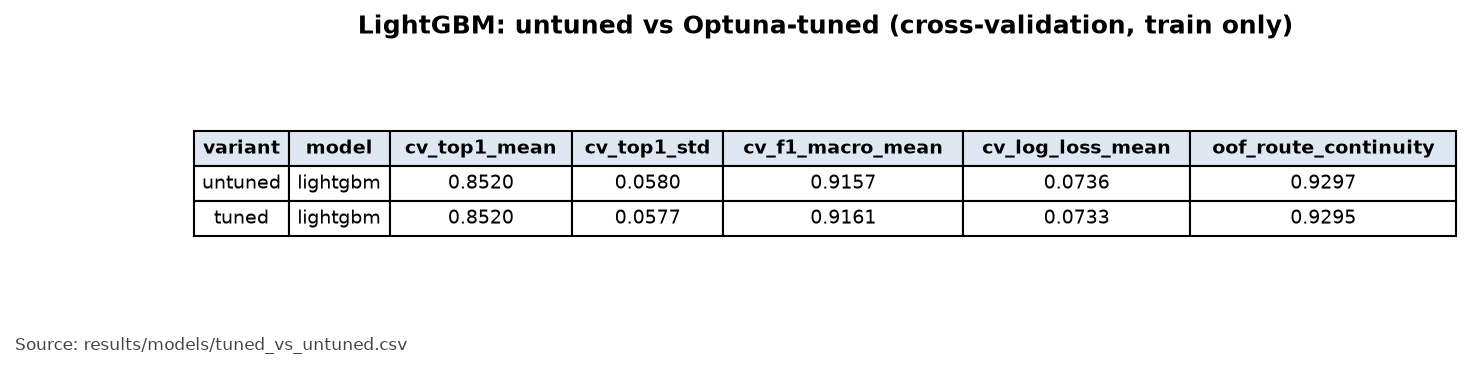 LightGBM: untuned vs Optuna-tuned (cross-validation, train only)
variant model cv_top1_mean cv_top1_std cv_f1_macro_mean cv_log_loss_mean oof_route_continuity
untuned lightgbm 0.8520 0.0580 0.9157 0.0736 0.9297
tuned lightgbm 0.8520 0.0577 0.9161 0.0733 0.9295
Source: results/models/tuned_vs_untuned.csv